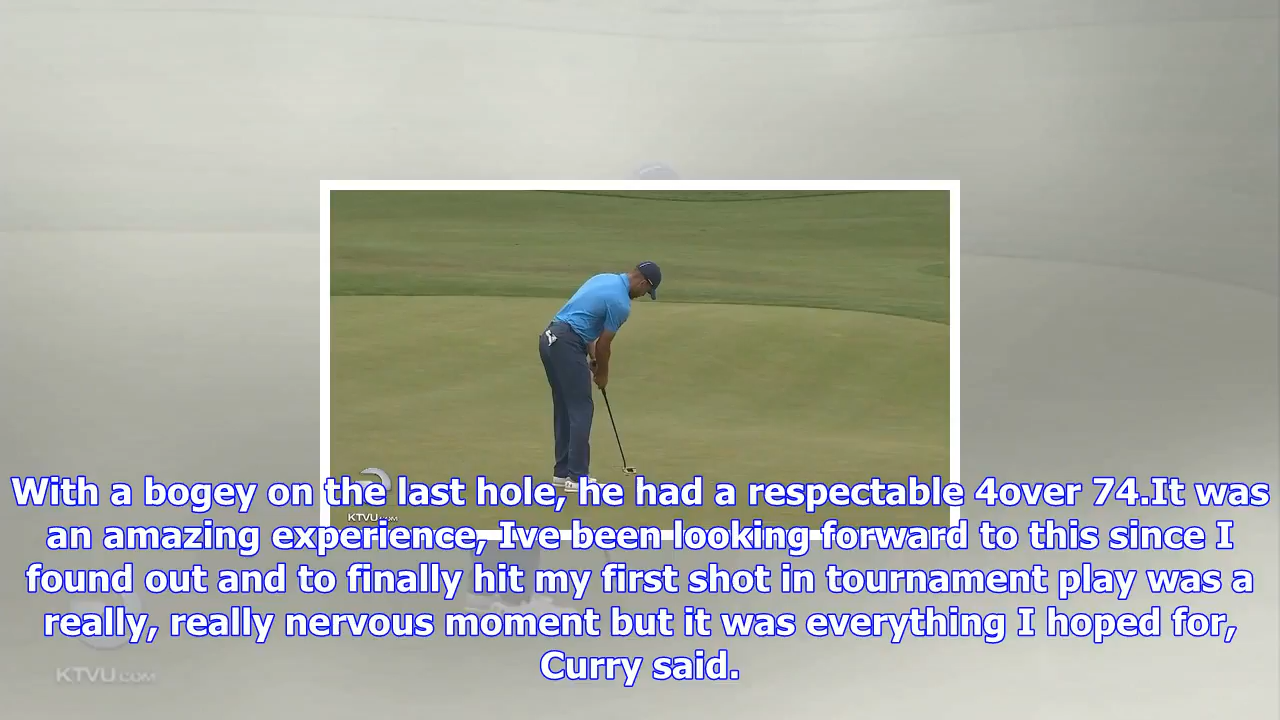 KTVU.COM
With a bogey on the last hole, he had a respectable 4over 74.It was
an amazing experience, Ive been looking forward to this since I
found out and to finally hit my first shot in tournament play was a
really, really nervous moment but it was everything I hoped for,
Curry said.
KTVU.COM